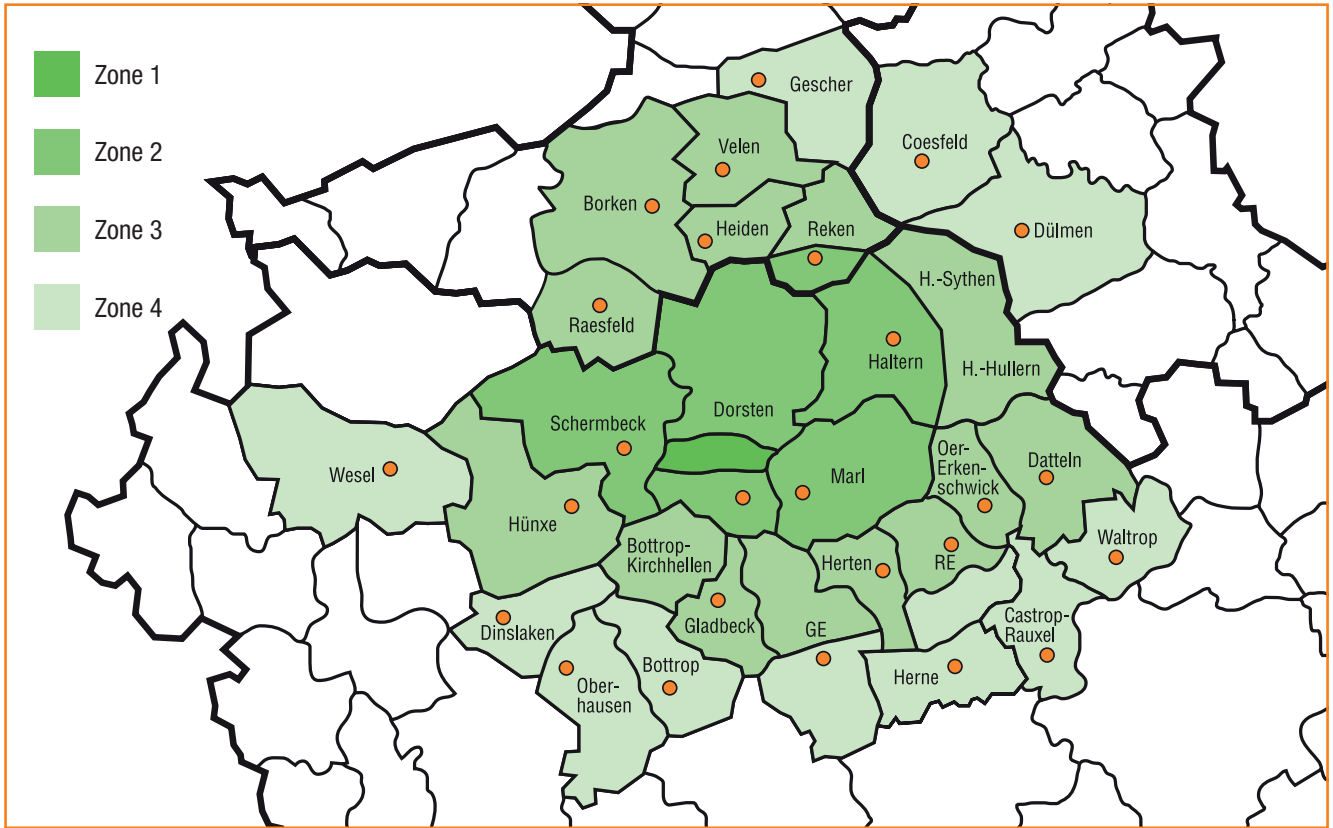 Zone 1
Zone 2
Zone 3
Zone 4
Gescher
Coesfeld
Velen
Borken
Heiden
Reken
Dülmen
H.-Sythen
Raesfeld
Haltern
H.-Hullern
Dorsten
Schermbeck
Wesel
Marl
Oer-
Erken-
schwick
Datteln
Hünxe
Bottrop-
Kirchhellen
Herten
RE
Waltrop
Gladbeck
GE
Castrop-
Rauxel
Dinslaken
Bottrop
Ober-
hausen
Herne